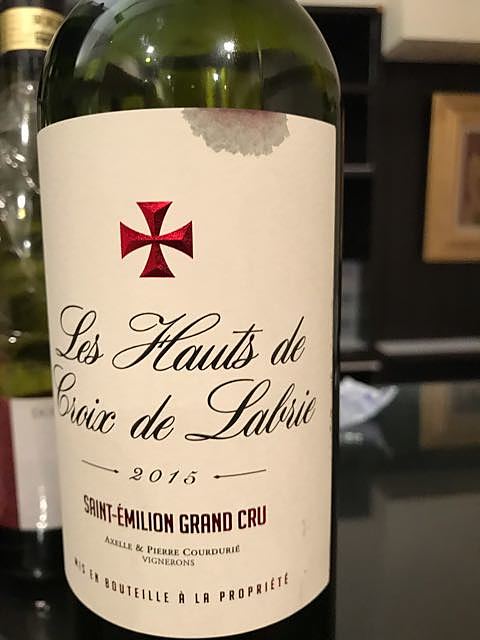 Les Hauts de
Croix de Labrie
2015
SAINT-ÉMILION GRAND CRU
AXELLE & PIERRE COURDURIÉ
VIGNERONS
MIS EN BOUTEILLE À LA PROPRIÉTÉ